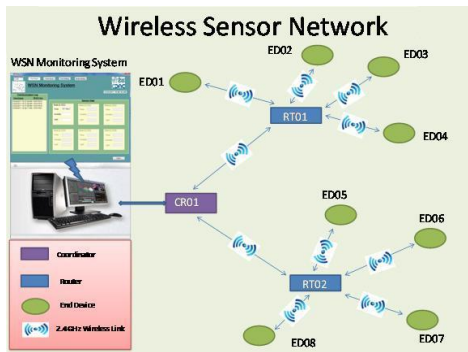 Wireless Sensor Network
WSN Monitoring System
WSN Monitoring System
ED01
ED02
ED03
ED04
RT01
CR01
ED05
ED06
RT02
ED07
ED08
Coordinator
Router
End Device
2.4GHz Wireless Link